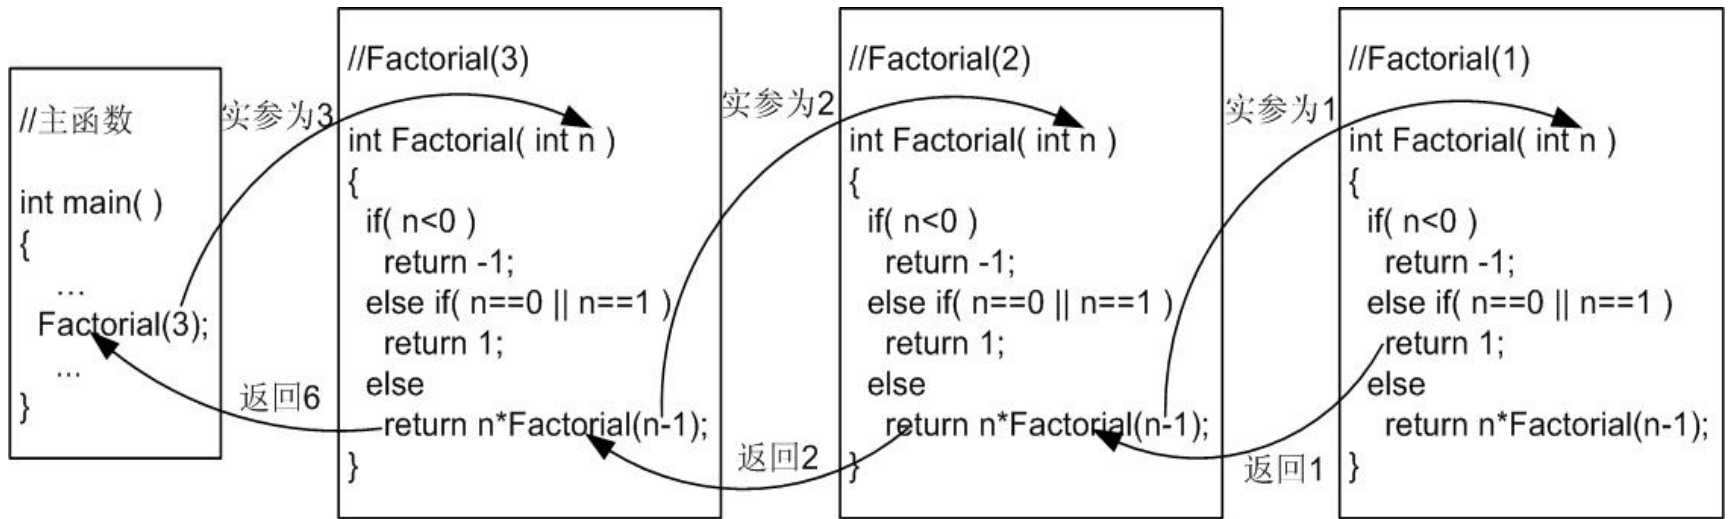 //主函数
int main( )
{
...
Factorial(3);
...
}
实参为3
返回6
//Factorial(3)
int Factorial( int n )
{
if( n<0 )
return -1;
else if( n==0 || n==1 )
return 1;
else
return n*Factorial(n-1);
}
实参为2
返回2
//Factorial(2)
int Factorial( int n )
{
if( n<0 )
return -1;
else if( n==0 || n==1 )
return 1;
else
return n*Factorial(n-1);
}
实参为1
返回1
//Factorial(1)
int Factorial( int n )
{
if( n<0 )
return -1;
else if( n==0 || n==1 )
return 1;
else
return n*Factorial(n-1);
}